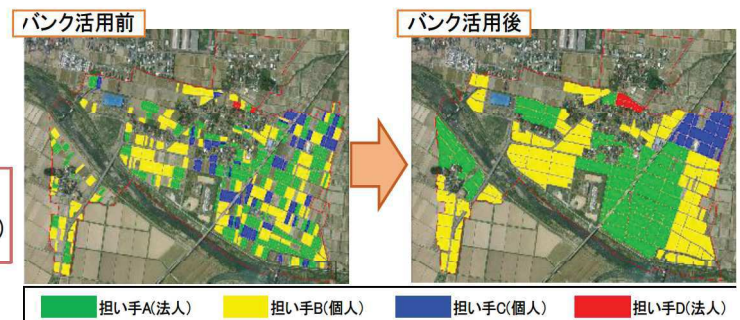 バンク活用前
バンク活用後
)
担い手A(法人)
担い手B(個人)
担い手C(個人)
担い手D(法人)